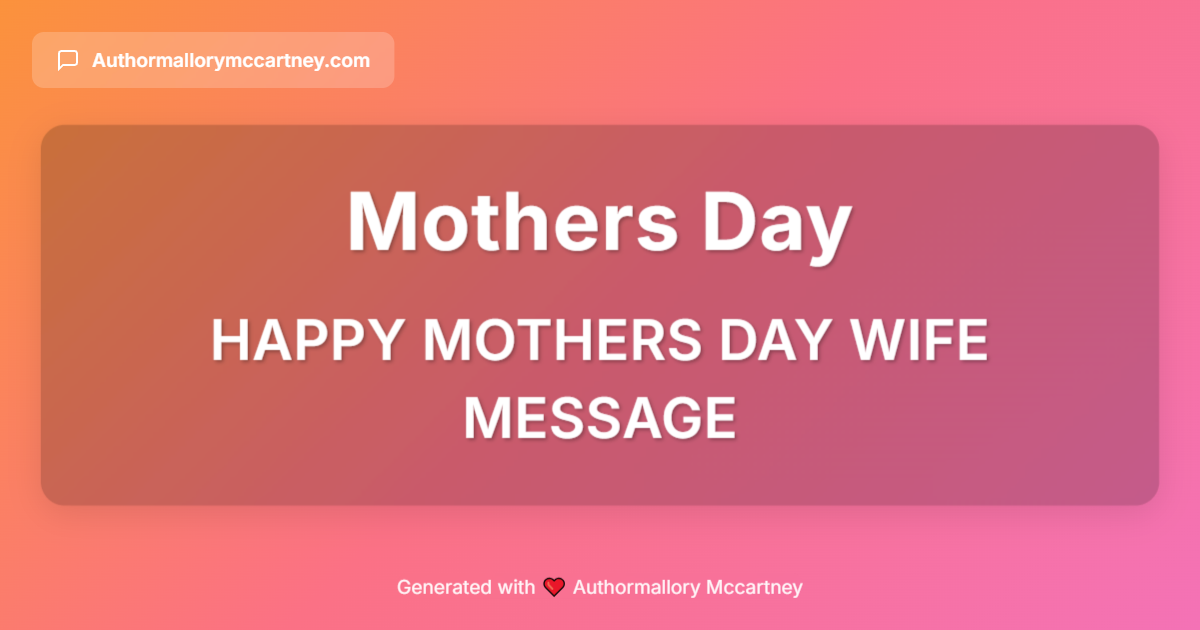 Authormallorymccartney.com
Mothers Day
HAPPY MOTHERS DAY WIFE
MESSAGE
Generated with ❤️ Authormallory Mccartney